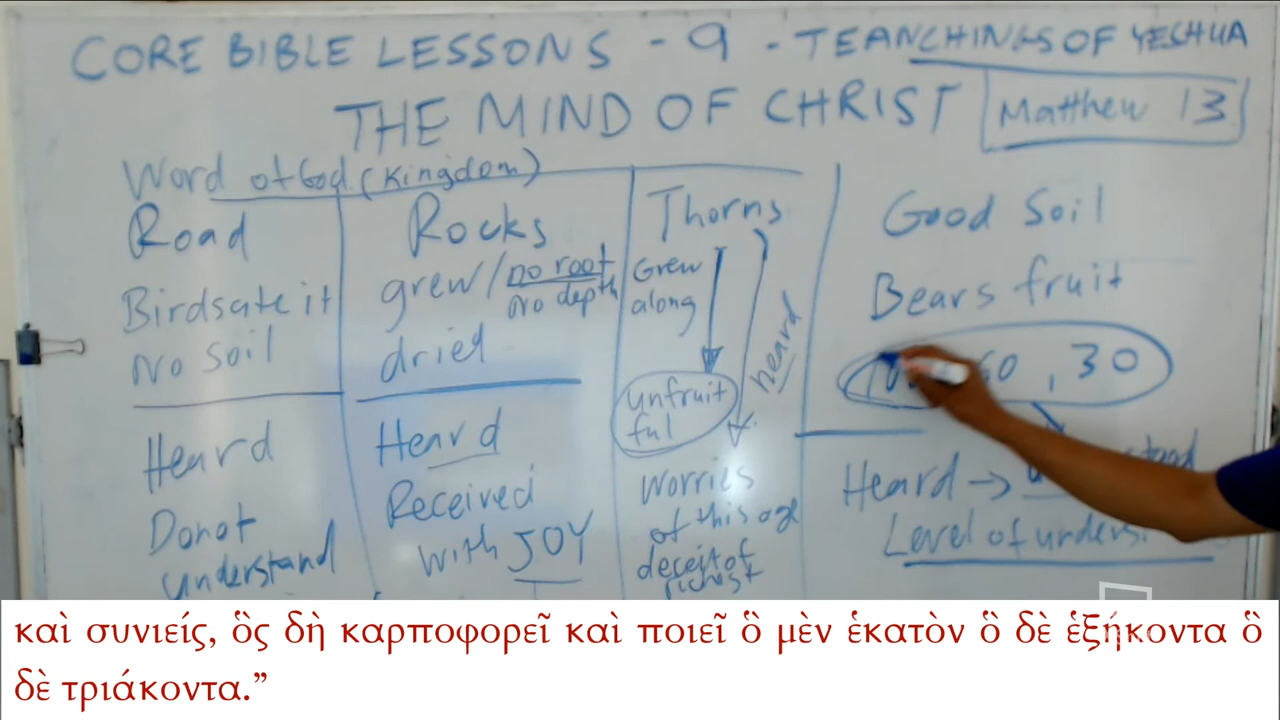 CORE BIBLE LESSONS - 9 - TEANCHINGS OF YESHUA
THE MIND OF CHRIST
Matthew 13
Word of God (Kingdom)
Road
Birds ate it
No soil
Heard
Do not
understand
Rocks
grew / no root
no depth
dried
Heard
Received
with JOY
Thorns
Grew
along
heard
unfruit
ful
Worries
of this age
deceit of
Good Soil
Bears fruit
60, 30
Heard →
Level of unders.
καὶ συνιείς, ὃς δὴ καρποφορεῖ καὶ ποιεῖ ὃ μὲν ἑκατὸν ὃ δὲ ἑξήκοντα ὃ
δὲ τριάκοντα.”